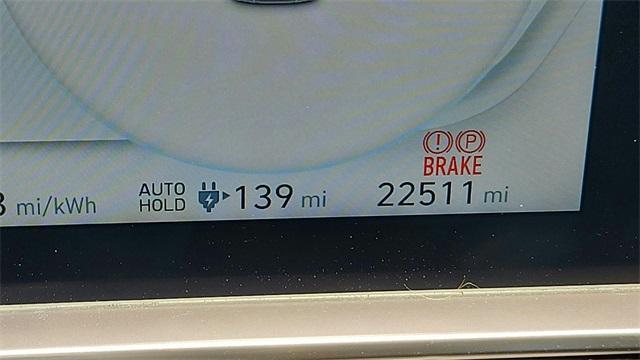 (!) (P)
BRAKE
mi/kWh AUTO HOLD 139 mi 22511 mi